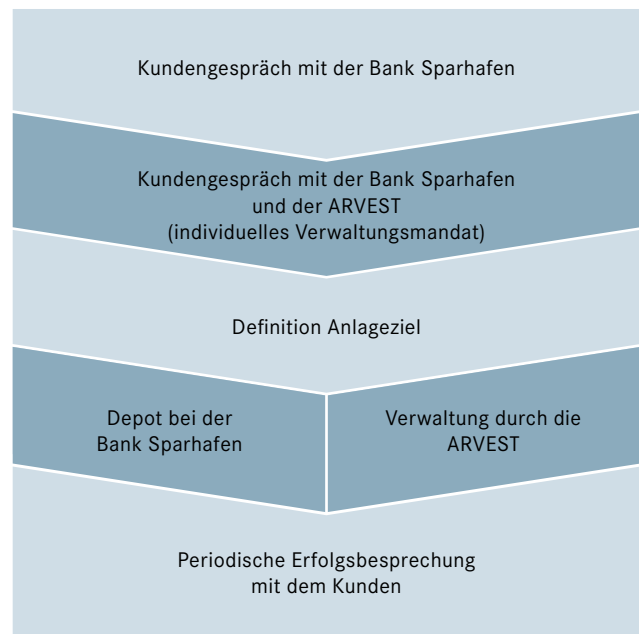 Kundengespräch mit der Bank Sparhafen
Kundengespräch mit der Bank Sparhafen
und der ARVEST
(individuelles Verwaltungsmandat)
Definition Anlageziel
Depot bei der
Bank Sparhafen
Verwaltung durch die
ARVEST
Periodische Erfolgsbesprechung
mit dem Kunden